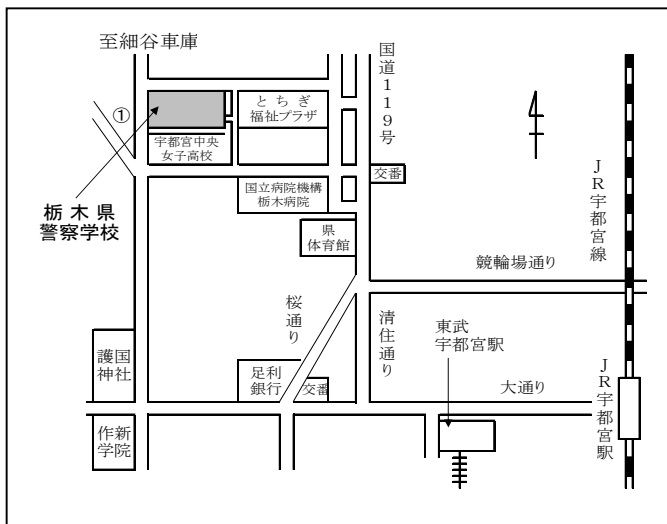 至細谷車庫
国道119号
①
とちぎ
福祉プラザ
宇都宮中央
女子高校
国立病院機構
栃木病院
交番
JR宇都宮線
栃木県
警察学校
県
体育館
競輪場通り
桜通り
清住通り
東武
宇都宮駅
護国
神社
足利
銀行
交番
大通り
JR宇都宮駅
作新
学院